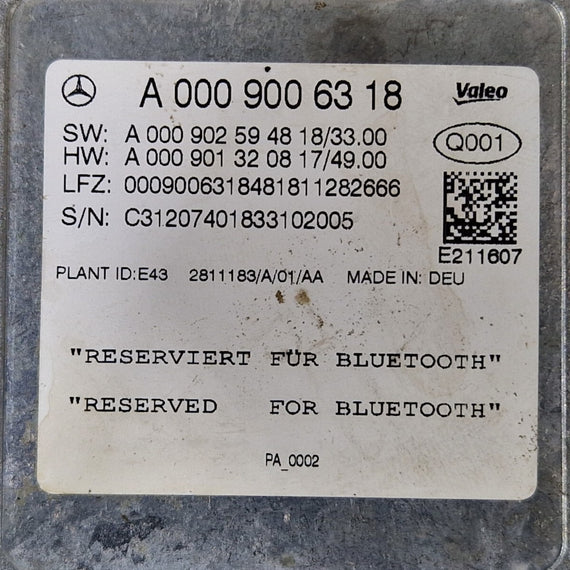 A 000 900 63 18 Valeo
SW: A 000 902 59 48 18/33.00
HW: A 000 901 32 08 17/49.00
Q001
LFZ: 0009006318481811282666
S/N: C31207401833102005
E211607
PLANT ID:E43 2811183/A/01/AA MADE IN: DEU
"RESERVIERT FÜR BLUETOOTH"
"RESERVED FOR BLUETOOTH"
PA_0002